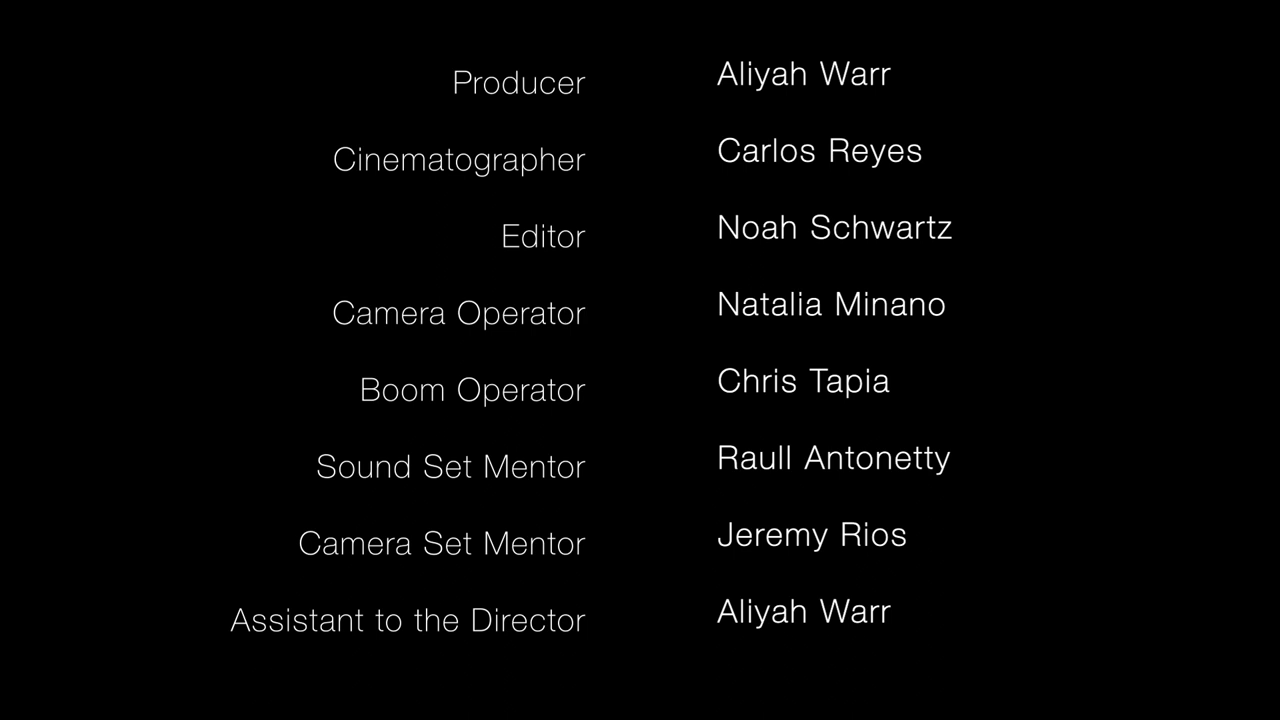 Producer Aliyah Warr
Cinematographer Carlos Reyes
Editor Noah Schwartz
Camera Operator Natalia Minano
Boom Operator Chris Tapia
Sound Set Mentor Raull Antonetty
Camera Set Mentor Jeremy Rios
Assistant to the Director Aliyah Warr